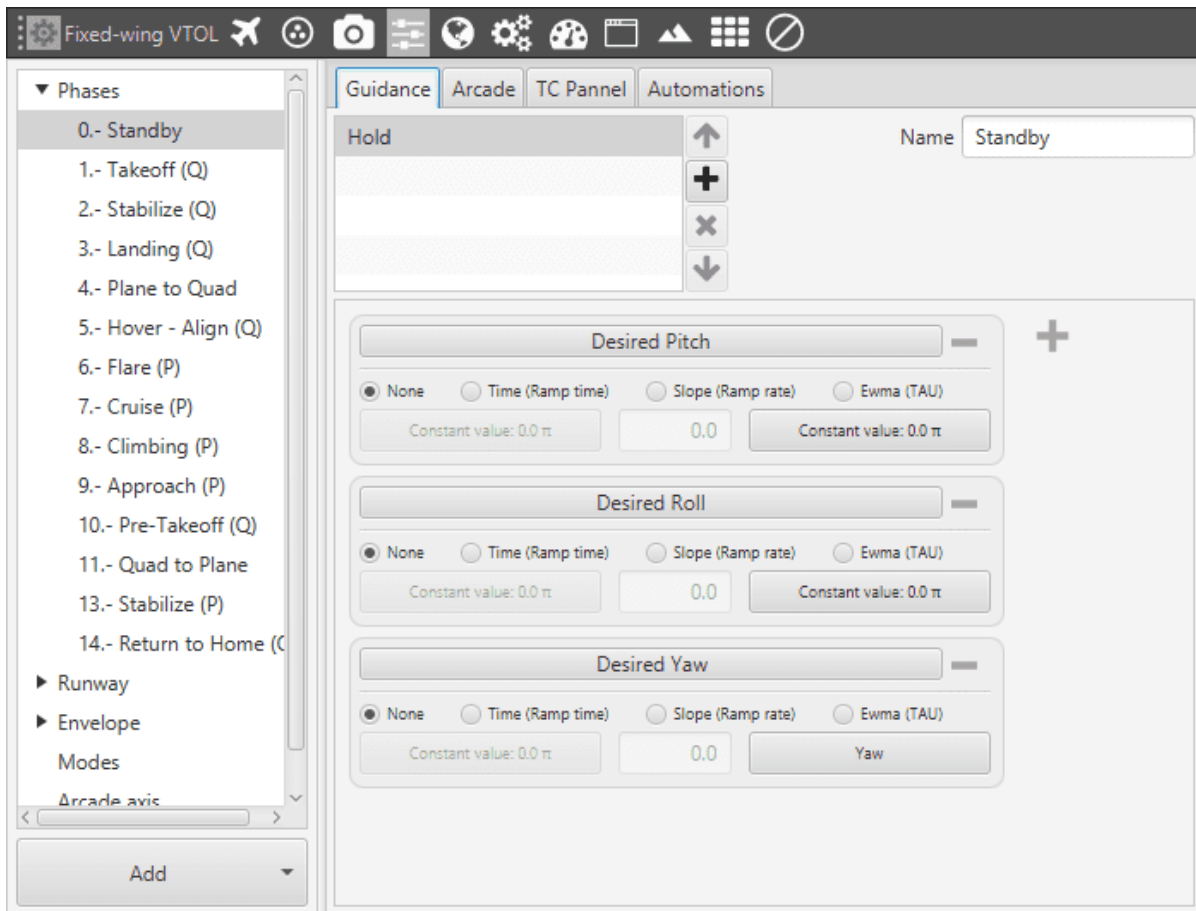 Fixed-wing VTOL
Phases
0.- Standby
1.- Takeoff (Q)
2.- Stabilize (Q)
3.- Landing (Q)
4.- Plane to Quad
5.- Hover - Align (Q)
6.- Flare (P)
7.- Cruise (P)
8.- Climbing (P)
9.- Approach (P)
10.- Pre-Takeoff (Q)
11.- Quad to Plane
13.- Stabilize (P)
14.- Return to Home (
Runway
Envelope
Modes
Arcade axis
Add
Guidance Arcade TC Pannel Automations
Hold
Name Standby
Desired Pitch
None Time (Ramp time) Slope (Ramp rate) Ewma (TAU)
Constant value: 0.0 π 0.0 Constant value: 0.0 π
Desired Roll
None Time (Ramp time) Slope (Ramp rate) Ewma (TAU)
Constant value: 0.0 π 0.0 Constant value: 0.0 π
Desired Yaw
None Time (Ramp time) Slope (Ramp rate) Ewma (TAU)
Constant value: 0.0 π 0.0 Yaw